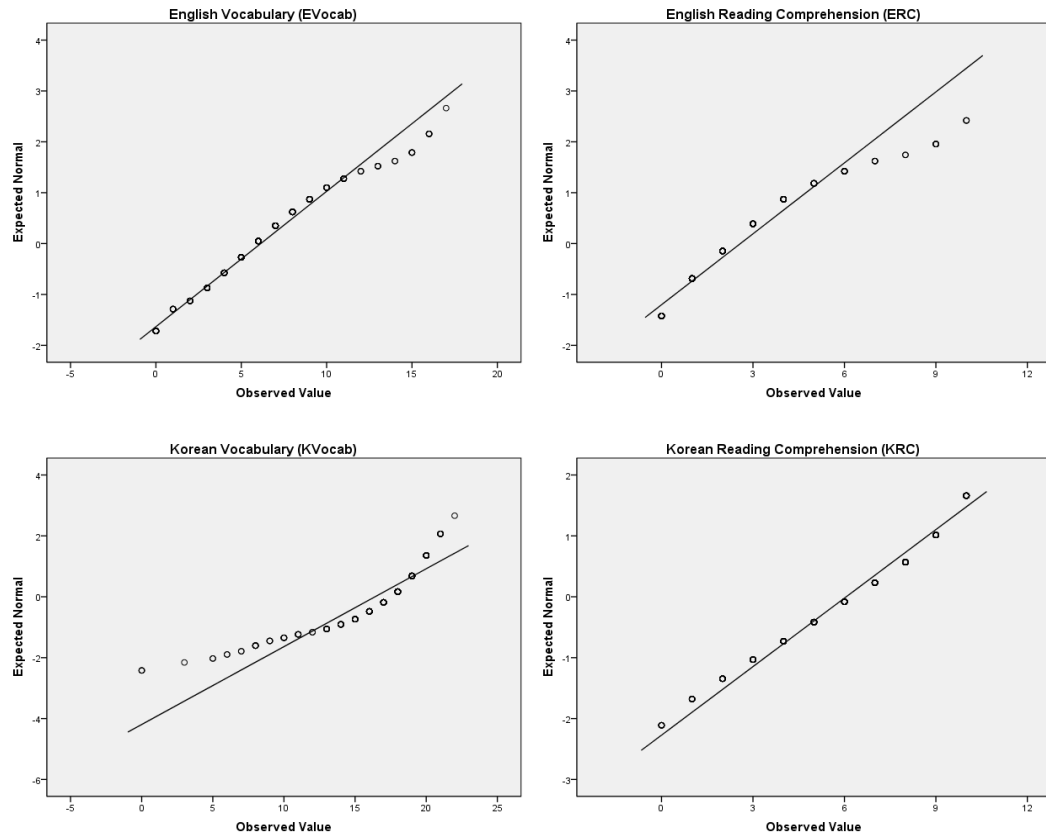 English Vocabulary (EVocab)
4
3
2
1
0
-1
-2
Expected Normal
-5 0 5 10 15 20
Observed Value
English Reading Comprehension (ERC)
4
3
2
1
0
-1
-2
Expected Normal
0 3 6 9 12
Observed Value
Korean Vocabulary (KVocab)
4
2
0
-2
-4
-6
Expected Normal
-5 0 5 10 15 20 25
Observed Value
Korean Reading Comprehension (KRC)
2
1
0
-1
-2
-3
Expected Normal
0 3 6 9 12
Observed Value